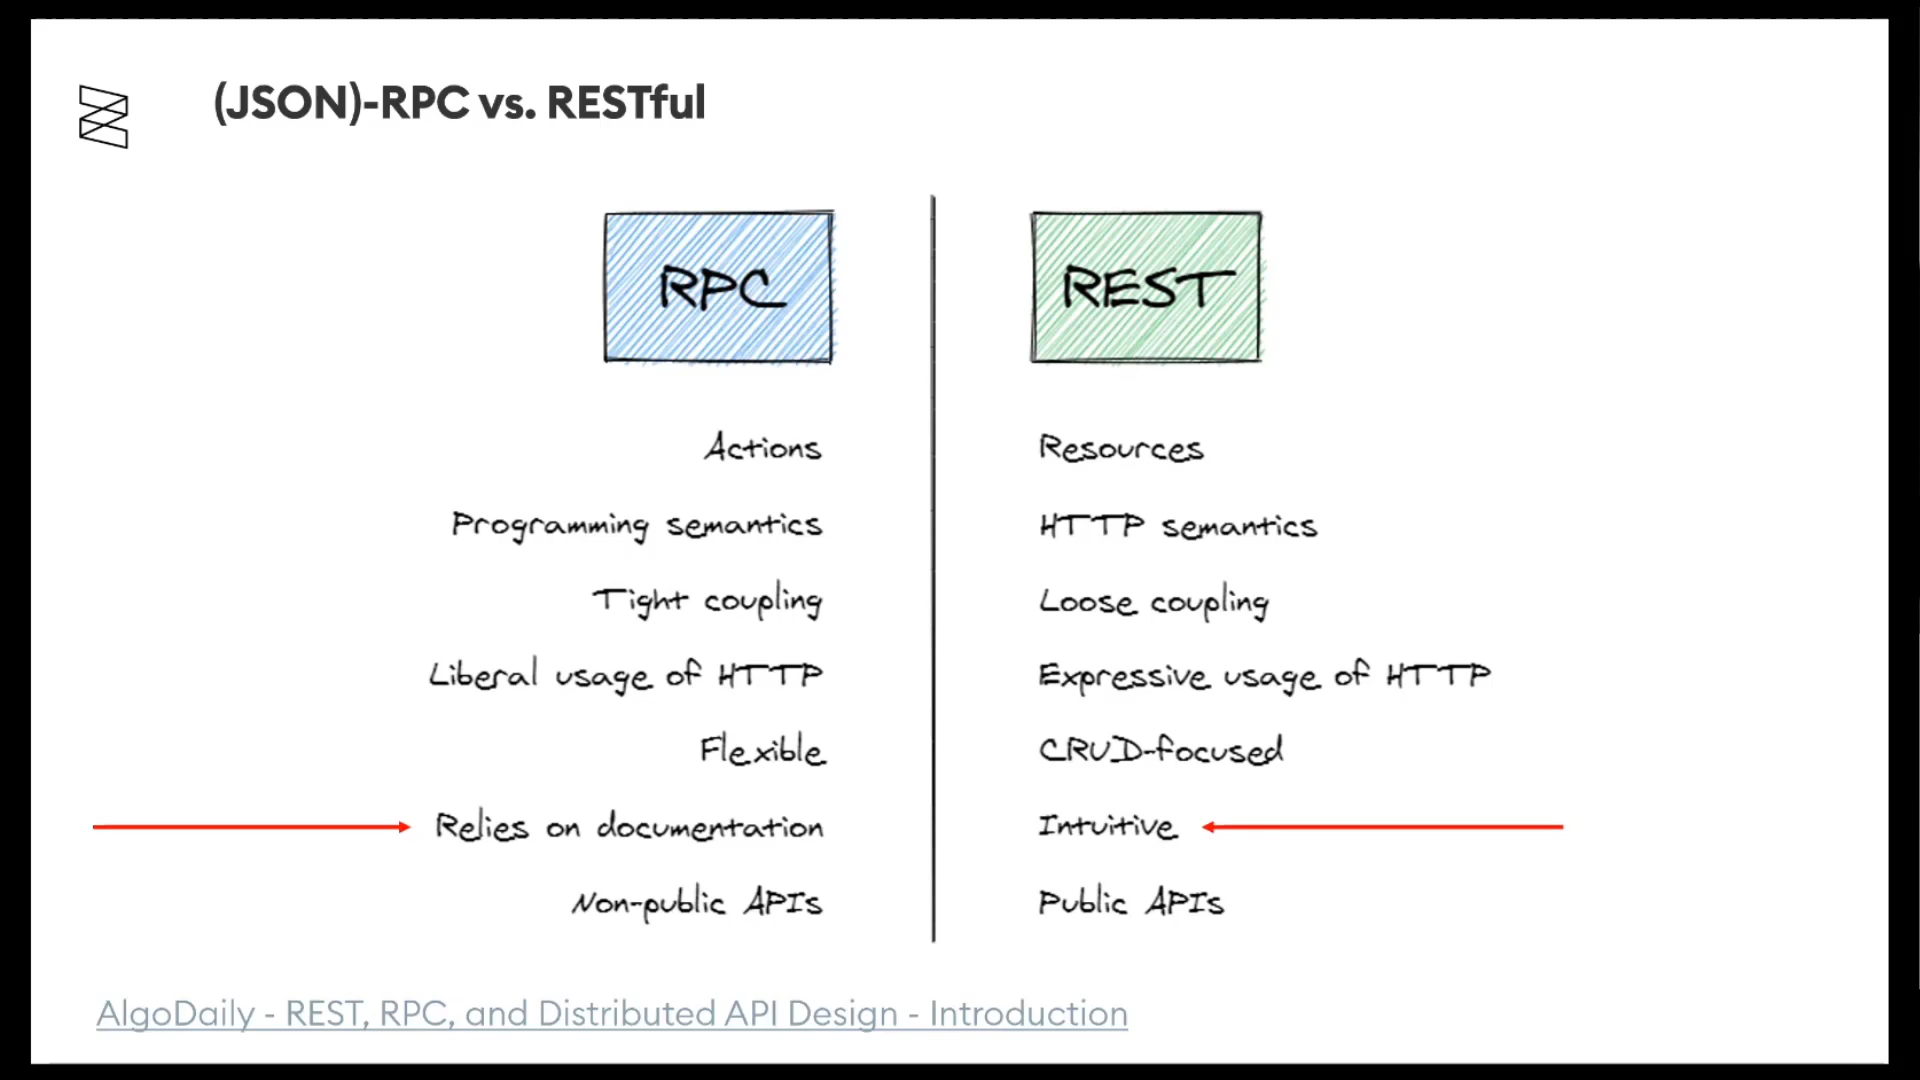 (JSON)-RPC vs. RESTful
RPC
REST
Actions
Resources
Programming semantics
HTTP semantics
Tight coupling
Loose coupling
Liberal usage of HTTP
Expressive usage of HTTP
Flexible
CRUD-focused
Relies on documentation
Intuitive
Non-public APIs
Public APIs
AlgoDaily - REST, RPC, and Distributed API Design - Introduction